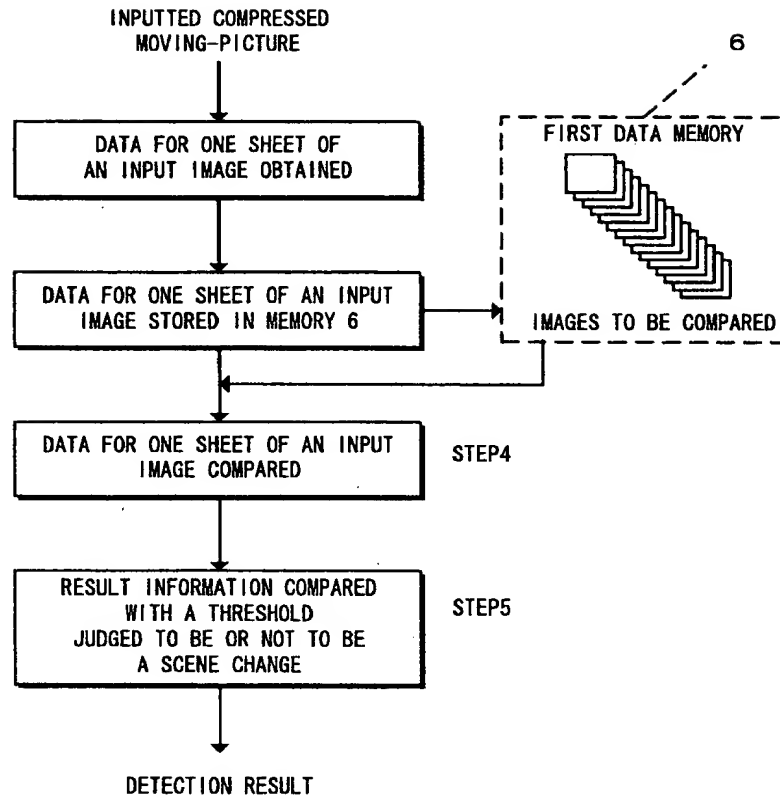 INPUTTED COMPRESSED
MOVING-PICTURE
6
DATA FOR ONE SHEET OF
AN INPUT IMAGE OBTAINED
FIRST DATA MEMORY
DATA FOR ONE SHEET OF AN INPUT
IMAGE STORED IN MEMORY 6
IMAGES TO BE COMPARED
DATA FOR ONE SHEET OF AN INPUT
IMAGE COMPARED
STEP4
RESULT INFORMATION COMPARED
WITH A THRESHOLD
JUDGED TO BE OR NOT TO BE
A SCENE CHANGE
STEP5
DETECTION RESULT